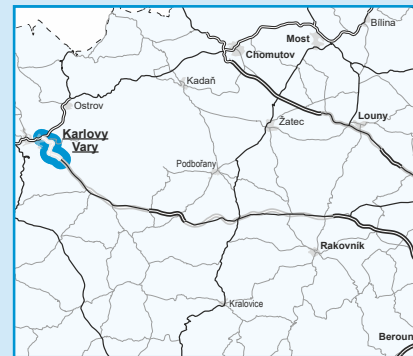 Bílina
Most
Chomutov
Kadaň
Ostrov
Louny
Žatec
Karlovy
Vary
Podbořany
Rakovník
Kralovice
Beroun